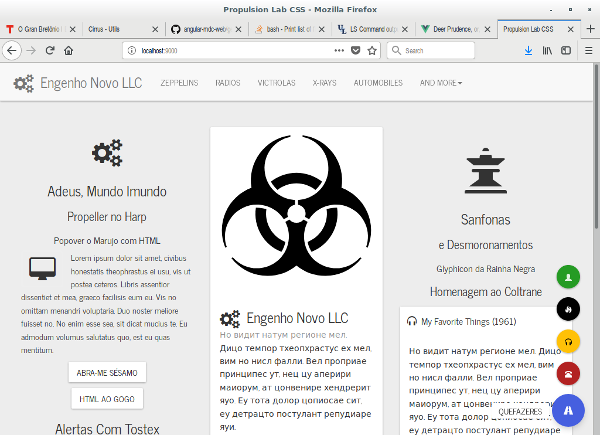 Propulsion Lab CSS - Mozilla Firefox
O Gran Bretônio
Cirrus - Utils
angular-mdc-web
bash - Print list of
LS Command outp
Deer Prudence, un
Propulsion Lab CSS
localhost:9000
Search
Engenho Novo LLC
ZEPPELINS
RADIOS
VICTROLAS
X-RAYS
AUTOMOBILES
AND MORE
Adeus, Mundo Imundo
Propeller no Harp
Popover o Marujo com HTML
Lorem ipsum dolor sit amet, civibus
honestatis theophrastus ei usu, vis ut
postea ceteros. Libris assentior
dissentiet et mea, graeco facilisis eum eu. Vis no
omittam menandri voluptaria. Duo noster meliore
fuisset no. No enim esse sea, sit dicat mucius te. Eu
admodum volumus salutatus quo, est eu quas
mentitum.
ABRA-ME SÉSAMO
HTML AO GOGO
Alertas Com Tostex
Engenho Novo LLC
Но видит натум регионе мел.
Дицо темпор тхеопхрастус ех мел,
вим но нисл фалли. Вел проприае
принципес ут, нец цу аперири
маиорум, ат цонвенире хендрерит
яуо. Еу тота долор цопиосае сит,
еу детрацто постулант репудиаре
яуи.
Sanfonas
e Desmoronamentos
Glyphicon da Rainha Negra
Homenagem ao Coltrane
My Favorite Things (1961)
Но видит натум регионе мел. Дицо
темпор тхеопхрастус ех мел, вим
но нисл фалли. Вел проприае
принципес ут, нец цу аперири
маиорум, ат
хендрерит
яуо. Еу тота долор цопиосае сит,
еу детрацто постулант репудиаре
QUEFAZERES